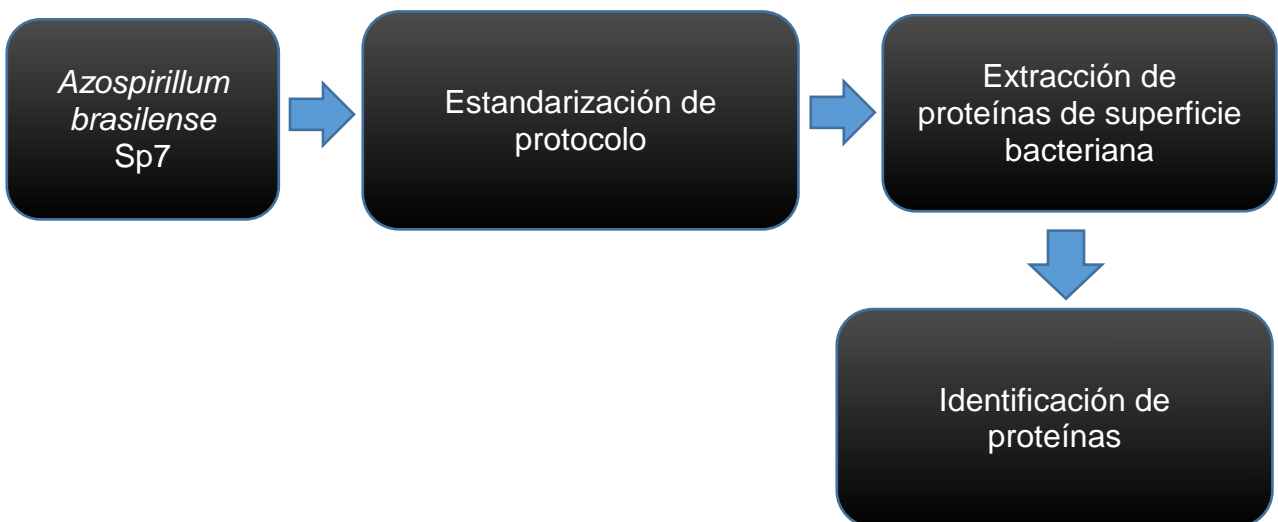 Azospirillum
brasilense
Sp7
Estandarización de
protocolo
Extracción de
proteínas de superficie
bacteriana
Identificación de
proteínas